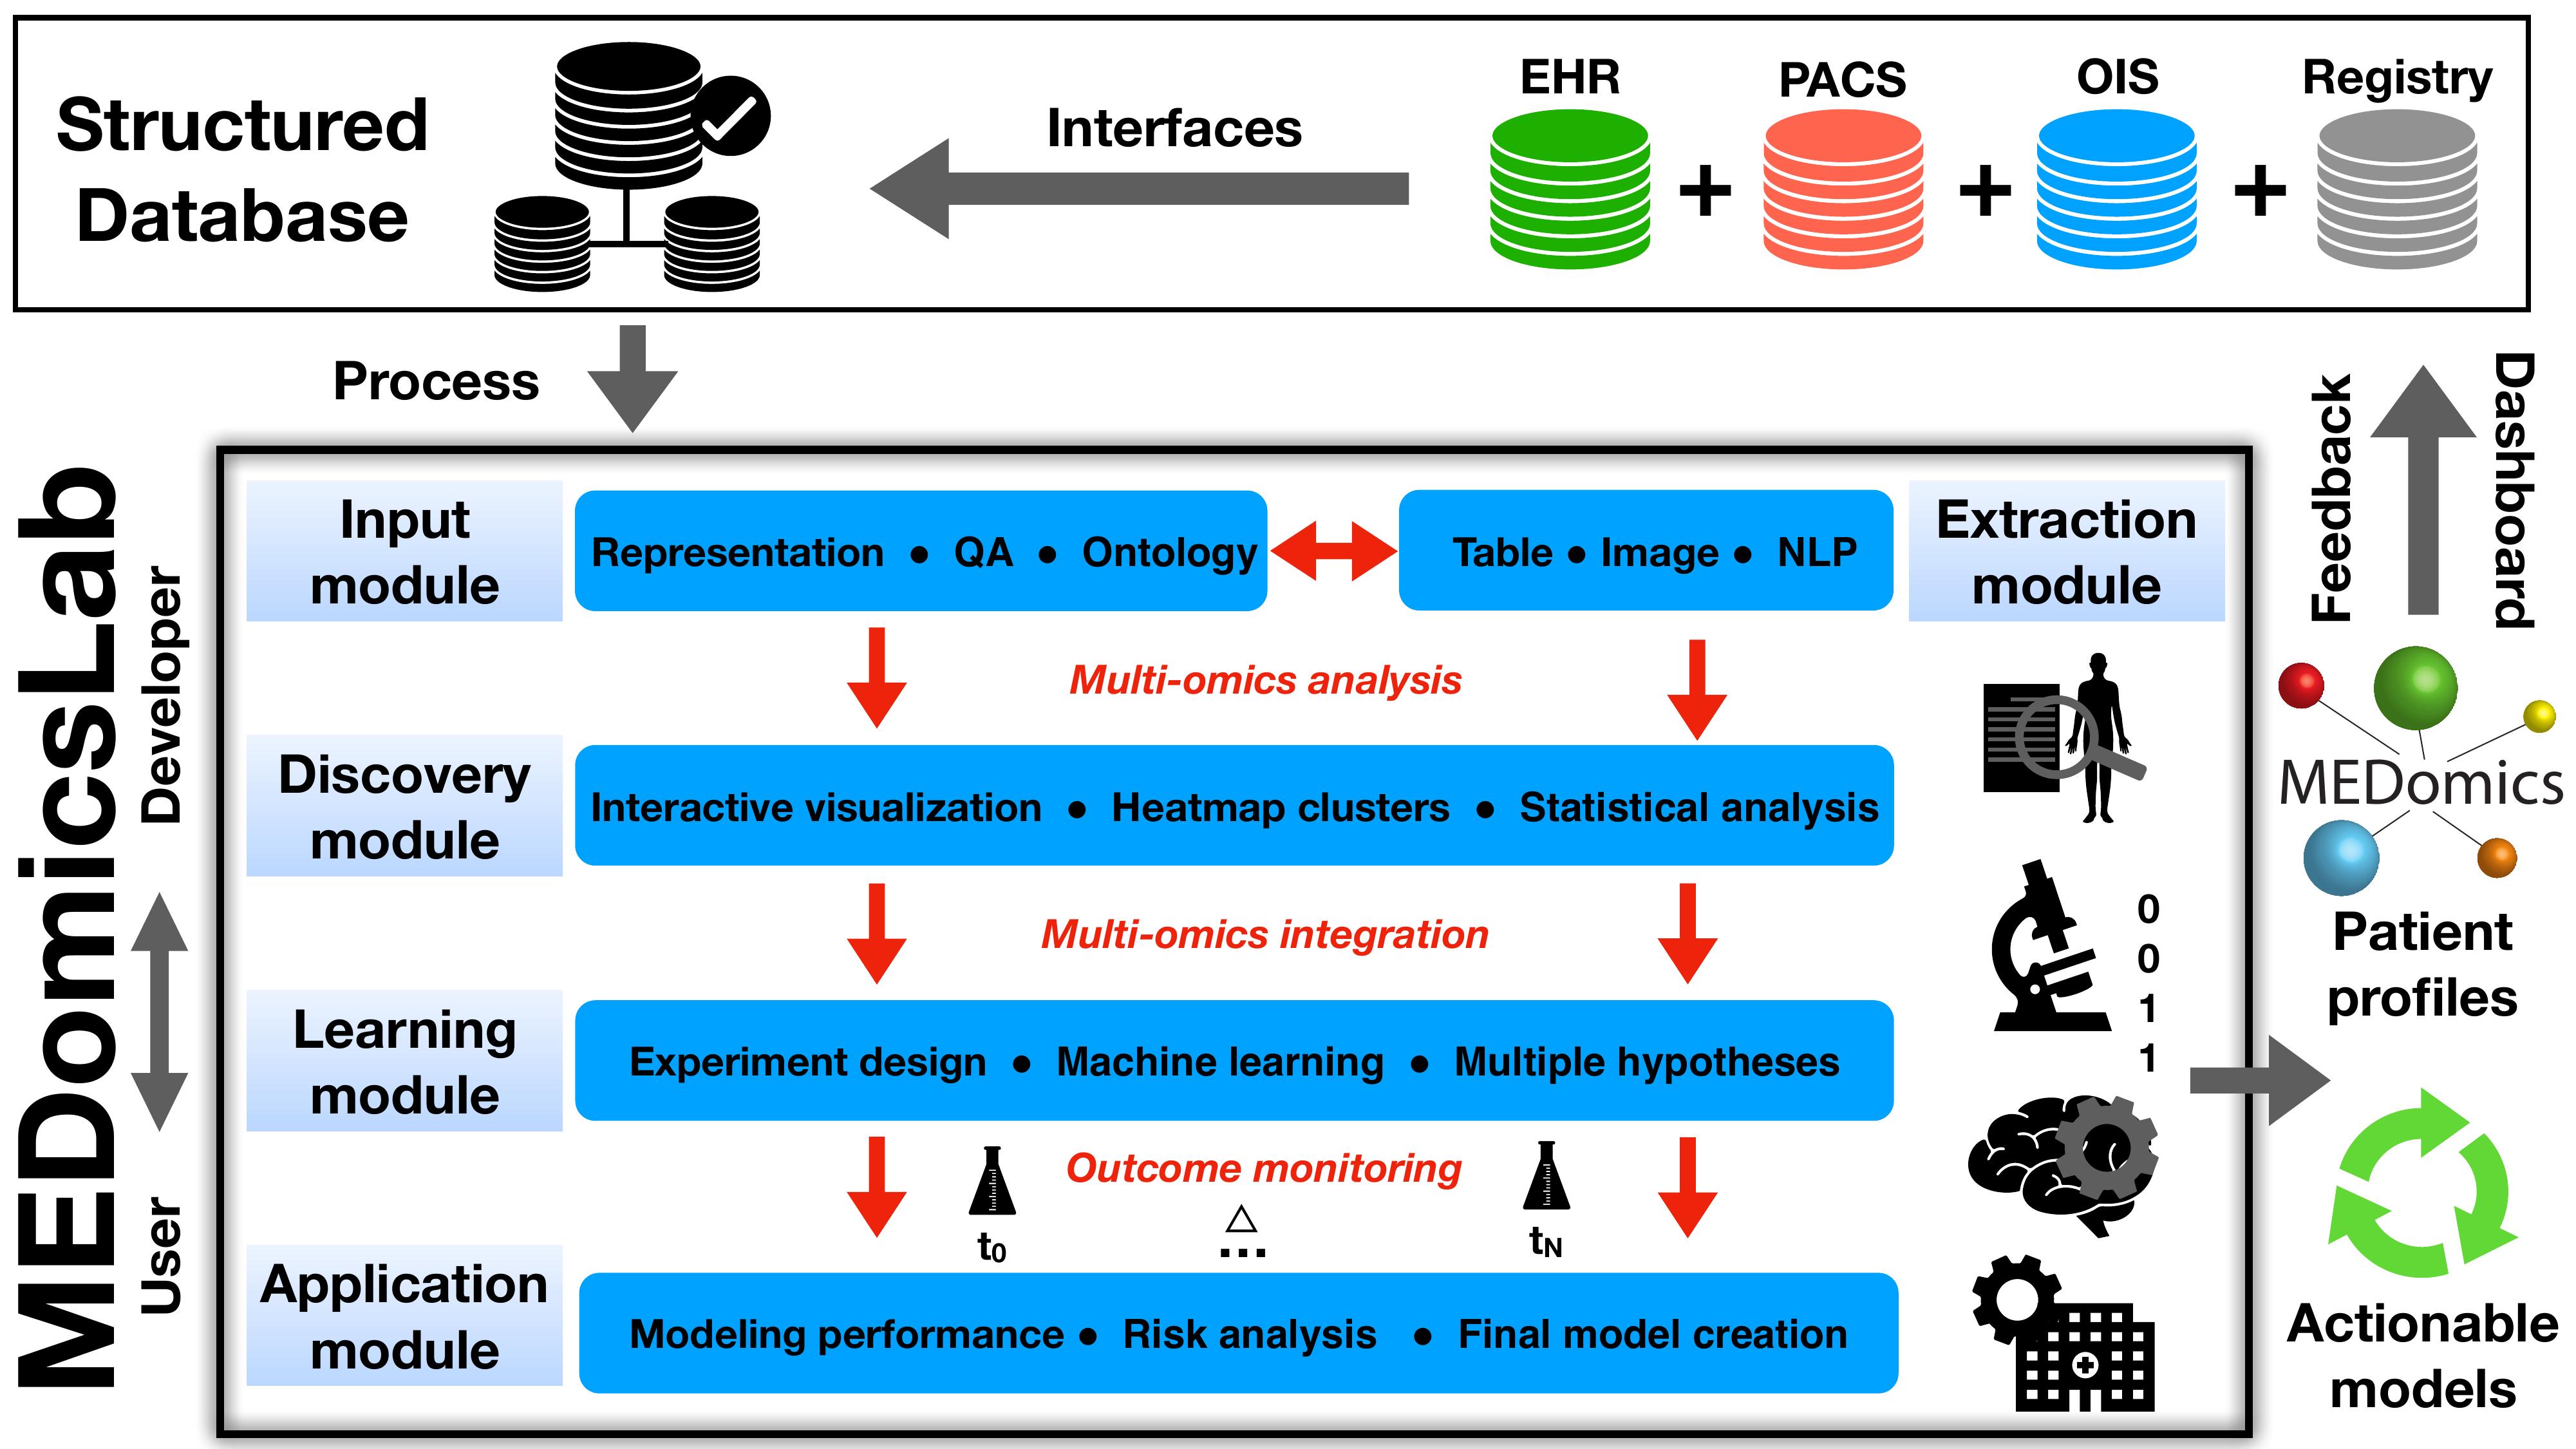 Structured
Database
Interfaces
EHR
PACS
OIS
Registry
+ + +
Process
MEDomicsLab
Developer
User
Input
module
Representation • QA • Ontology
Table • Image • NLP
Extraction
module
Multi-omics analysis
Discovery
module
Interactive visualization • Heatmap clusters • Statistical analysis
Multi-omics integration
Learning
module
Experiment design • Machine learning • Multiple hypotheses
Outcome monitoring
t0
△
...
tN
Application
module
Modeling performance • Risk analysis • Final model creation
0
0
1
1
Feedback
Dashboard
MEDomics
Patient
profiles
Actionable
models